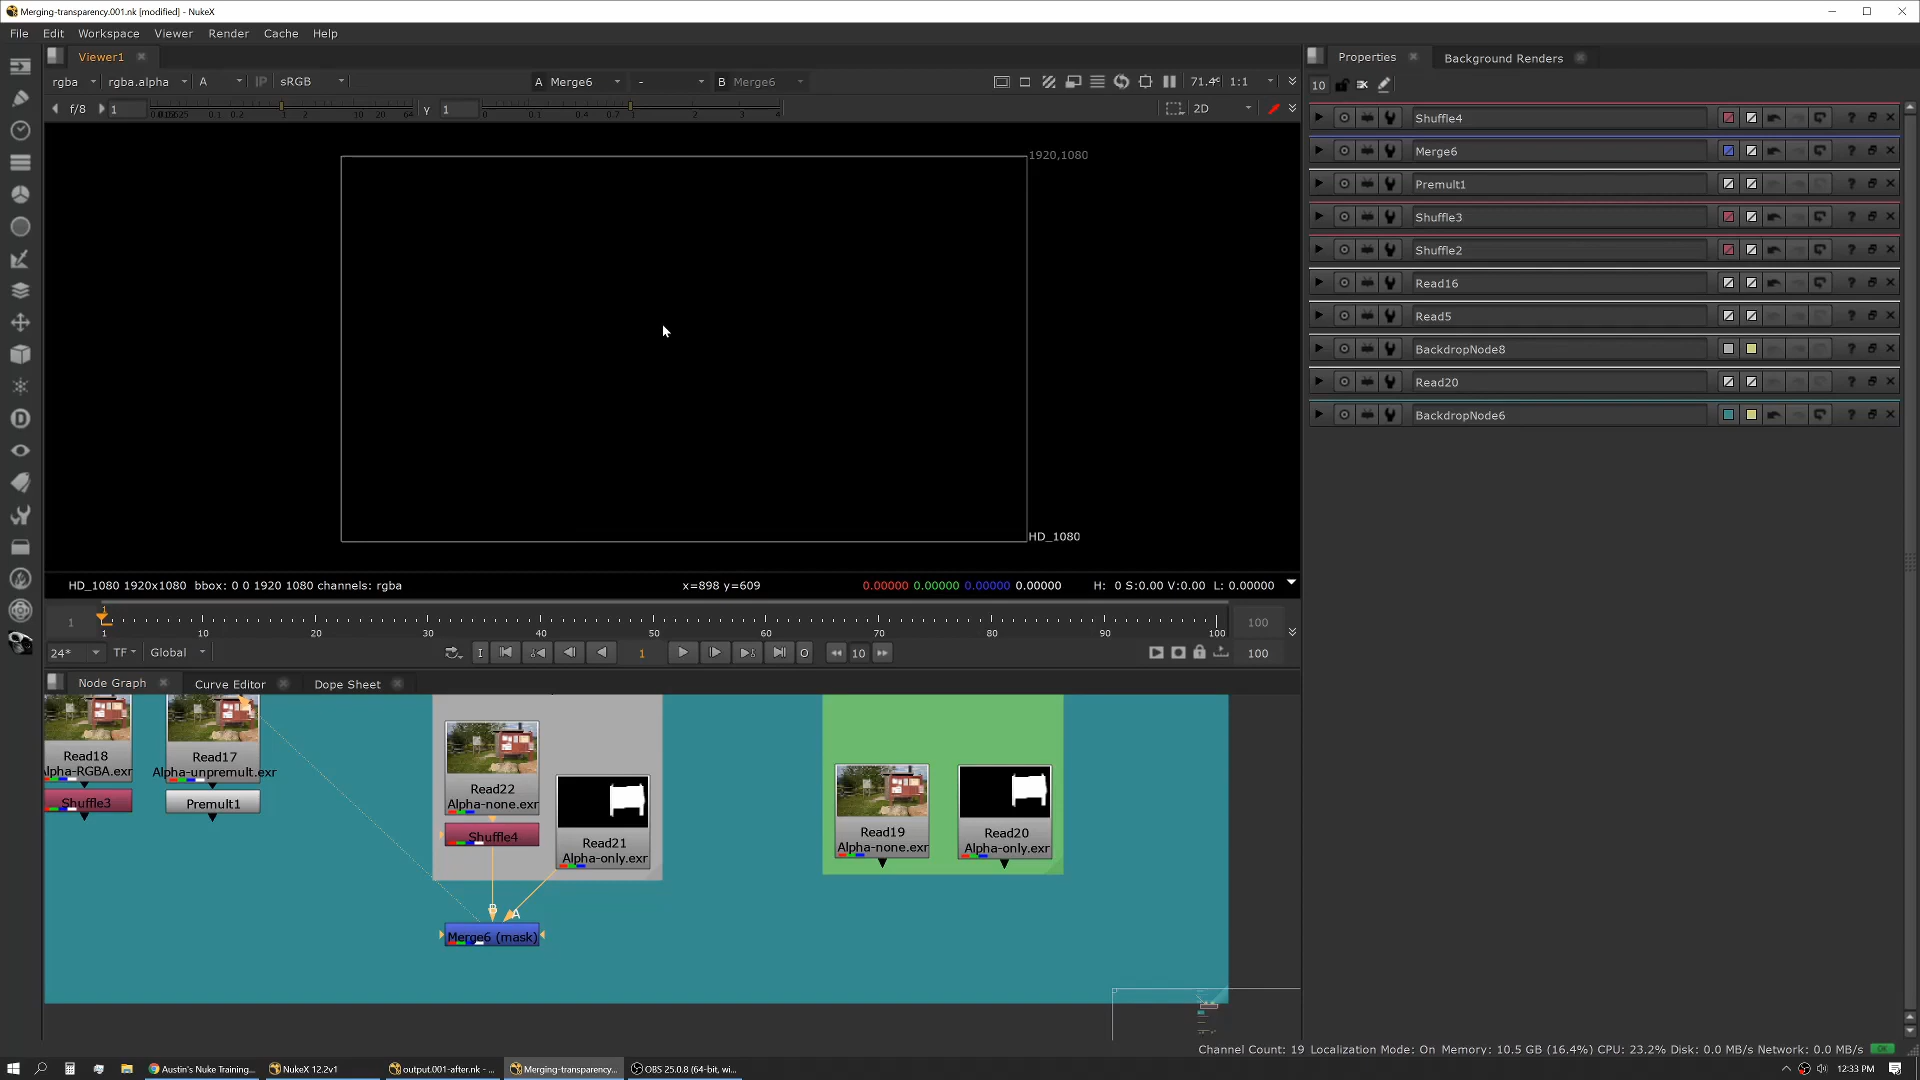 Merging-transparency.001.nk [modified] - NukeX
File Edit Workspace Viewer Render Cache Help
Viewer1
rgba rgba.alpha A IP sRGB A Merge6 - B Merge6 71.4% 1:1
f/8 1 Y 1 2D
1920,1080
HD_1080
HD_1080 1920x1080 bbox: 0 0 1920 1080 channels: rgba x=898 y=609 0.00000 0.00000 0.00000 0.00000 H: 0 S:0.00 V:0.00 L: 0.00000
1 1 10 20 30 40 50 60 70 80 90 100 100
24* TF Global I 1 O 10 100
Node Graph Curve Editor Dope Sheet
Read18
Alpha-RGBA.exr
Shuffle3
Read17
Alpha-unpremult.exr
Premult1
Read22
Alpha-none.exr
Shuffle4
Read21
Alpha-only.exr
B A
Merge6 (mask)
Read19
Alpha-none.exr
Read20
Alpha-only.exr
Properties Background Renders
10
Shuffle4
Merge6
Premult1
Shuffle3
Shuffle2
Read16
Read5
BackdropNode8
Read20
BackdropNode6
Channel Count: 19 Localization Mode: On Memory: 10.5 GB (16.4%) CPU: 23.2% Disk: 0.0 MB/s Network: 0.0 MB/s
Austin's Nuke Training... NukeX 12.2v1 output.001-after.nk - ... Merging-transparency... OBS 25.0.8 (64-bit, wi... 12:33 PM